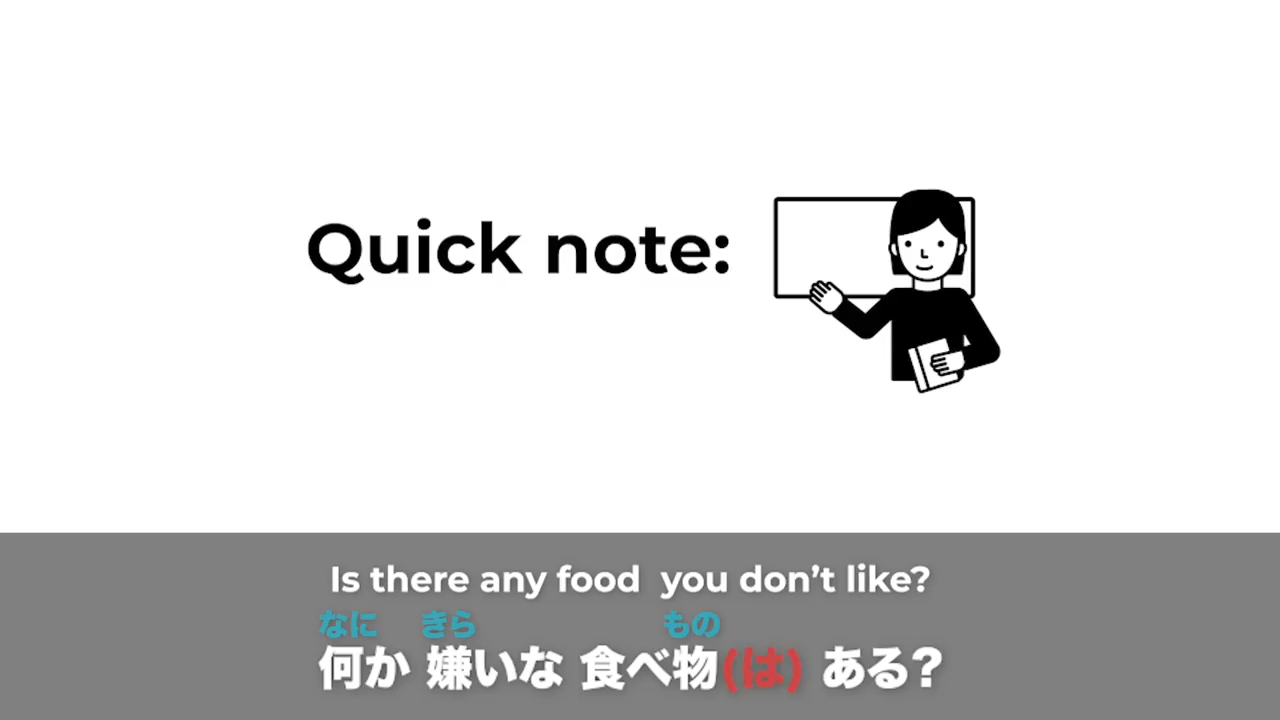 Quick note:
Is there any food you don't like?
なに きら もの
何か 嫌いな 食べ物(は) ある?